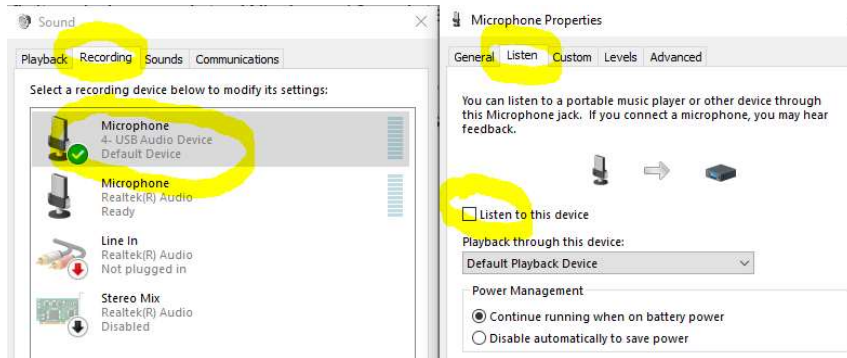 Sound
Playback Recording Sounds Communications
Select a recording device below to modify its settings:
Microphone
4- USB Audio Device
Default Device
Microphone
Realtek(R) Audio
Ready
Line In
Realtek(R) Audio
Not plugged in
Stereo Mix
Realtek(R) Audio
Disabled
Microphone Properties
General Listen Custom Levels Advanced
You can listen to a portable music player or other device through
this Microphone jack. If you connect a microphone, you may hear
feedback.
Listen to this device
Playback through this device:
Default Playback Device
Power Management
Continue running when on battery power
Disable automatically to save power